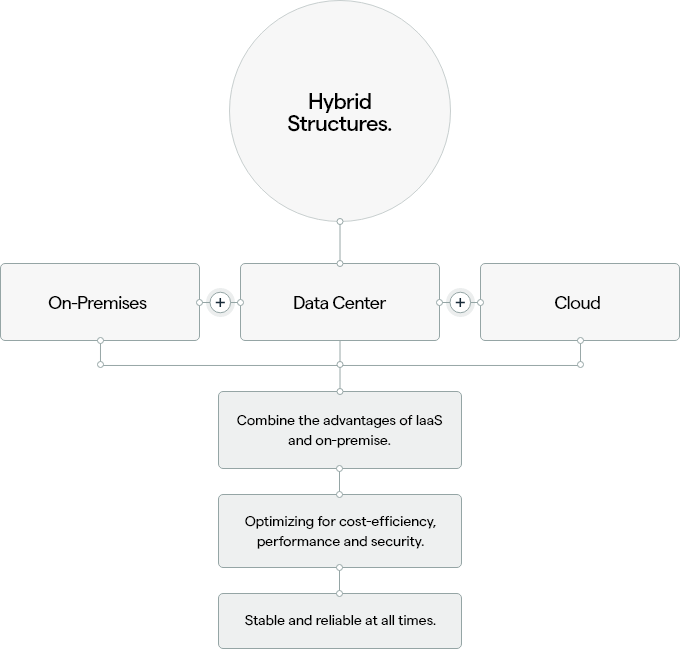 Hybrid
Structures.
On-Premises
+
Data Center
+
Cloud
Combine the advantages of IaaS
and on-premise.
Optimizing for cost-efficiency,
performance and security.
Stable and reliable at all times.